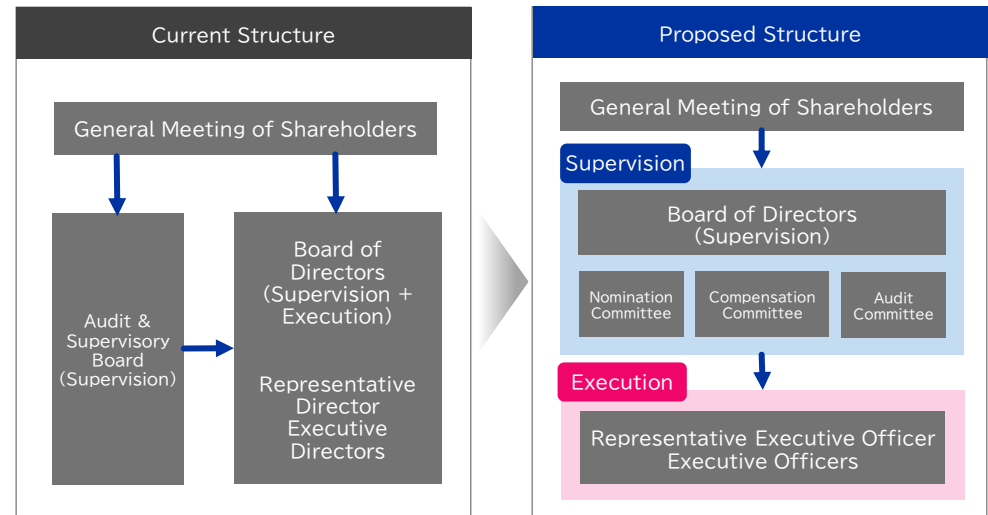 Current Structure
General Meeting of Shareholders
Audit &
Supervisory
Board
(Supervision)
Board of
Directors
(Supervision +
Execution)
Representative
Director
Executive
Directors
Proposed Structure
General Meeting of Shareholders
Supervision
Board of Directors
(Supervision)
Nomination
Committee
Compensation
Committee
Audit
Committee
Execution
Representative Executive Officer
Executive Officers